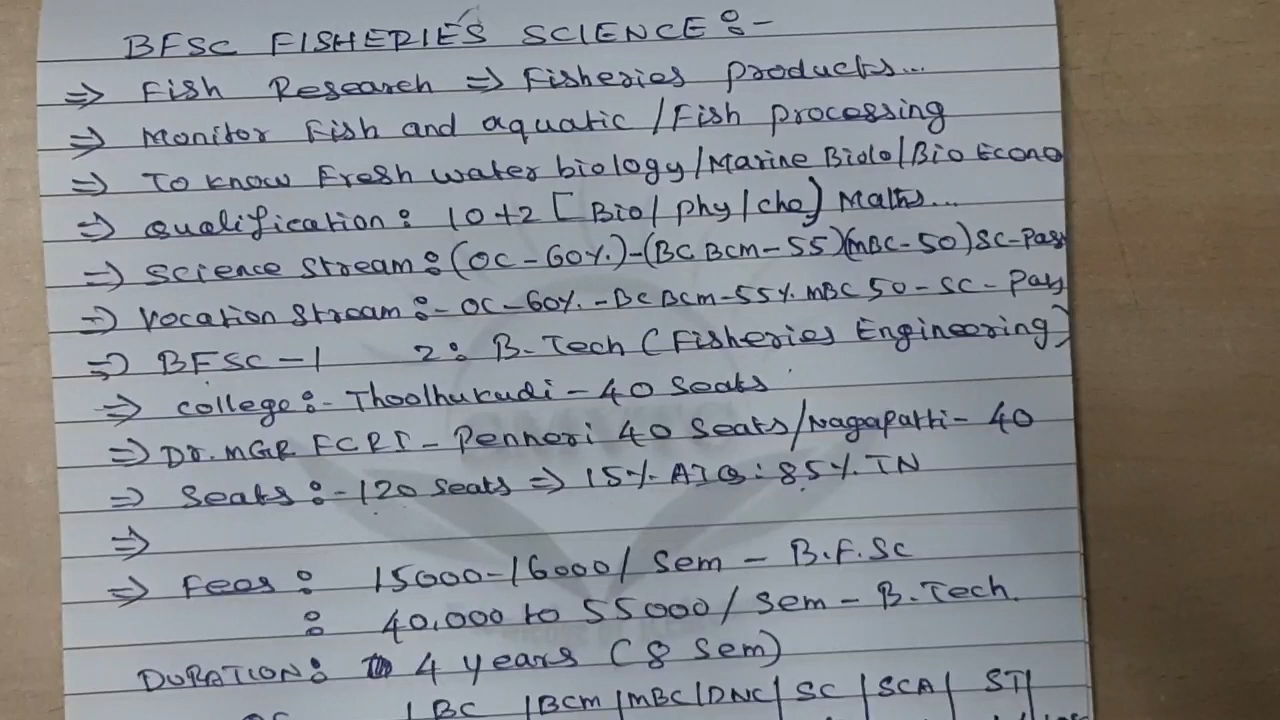 BFSC FISHERIES SCIENCE :-
⇒ Fish Research ⇒ Fisheries products...
⇒ Monitor Fish and aquatic / Fish processing
⇒ To know Fresh water biology / Marine Biolo / Bio Econo
⇒ qualification : 10+2 [Bio / phy / che] Maths...
⇒ Science Stream : (OC-60%)-(BC BCM-55)(MBC-50) SC-Pass
⇒ Vocation Stream :- OC-60%.-BC BCM-55% MBC 50-SC-Pass
⇒ BFSC-1 2: B.Tech (Fisheries Engineering)
⇒ college :- Thoothukudi - 40 Seats
⇒ Dr. MGR FCRI - Ponneri 40 Seats / Nagapatti - 40
⇒ Seats :- 120 Seats ⇒ 15% AIQ : 85% TN
⇒
⇒ Fees : 15000-16000 / Sem - B.F.Sc
: 40,000 to 55000 / Sem - B.Tech.
DURATION : 4 years (8 Sem)
| BC | BCM | MBC | DNC | SC | SCA | ST |